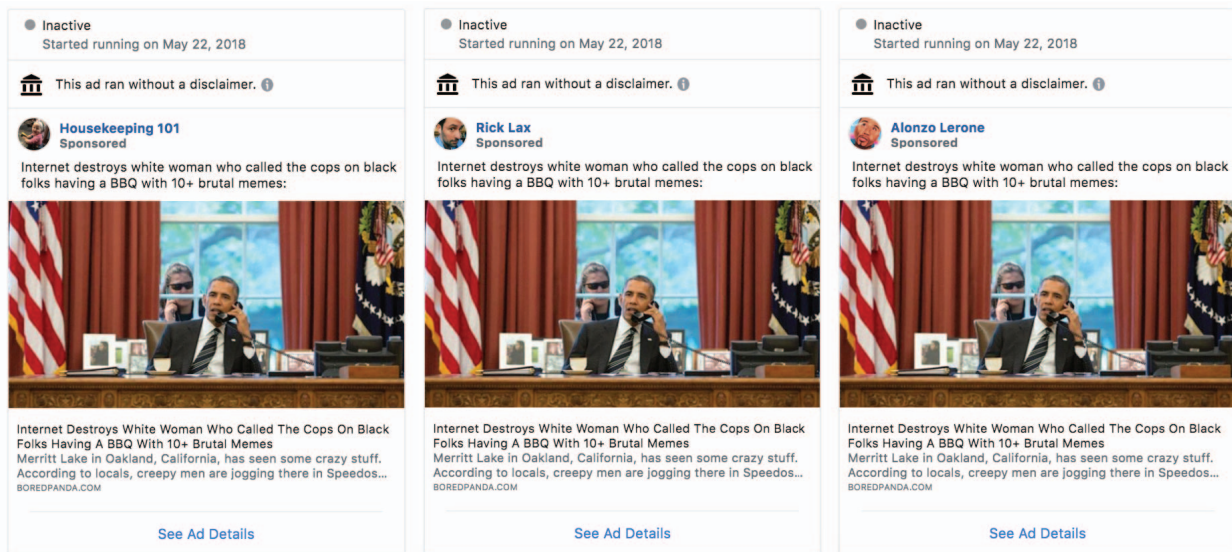 Inactive
Started running on May 22, 2018
This ad ran without a disclaimer.
Housekeeping 101
Sponsored
Internet destroys white woman who called the cops on black
folks having a BBQ with 10+ brutal memes:
Internet Destroys White Woman Who Called The Cops On Black
Folks Having A BBQ With 10+ Brutal Memes
Merritt Lake in Oakland, California, has seen some crazy stuff.
According to locals, creepy men are jogging there in Speedos...
BOREDPANDA.COM
See Ad Details
Inactive
Started running on May 22, 2018
This ad ran without a disclaimer.
Rick Lax
Sponsored
Internet destroys white woman who called the cops on black
folks having a BBQ with 10+ brutal memes:
Internet Destroys White Woman Who Called The Cops On Black
Folks Having A BBQ With 10+ Brutal Memes
Merritt Lake in Oakland, California, has seen some crazy stuff.
According to locals, creepy men are jogging there in Speedos...
BOREDPANDA.COM
See Ad Details
Inactive
Started running on May 22, 2018
This ad ran without a disclaimer.
Alonzo Lerone
Sponsored
Internet destroys white woman who called the cops on black
folks having a BBQ with 10+ brutal memes:
Internet Destroys White Woman Who Called The Cops On Black
Folks Having A BBQ With 10+ Brutal Memes
Merritt Lake in Oakland, California, has seen some crazy stuff.
According to locals, creepy men are jogging there in Speedos...
BOREDPANDA.COM
See Ad Details